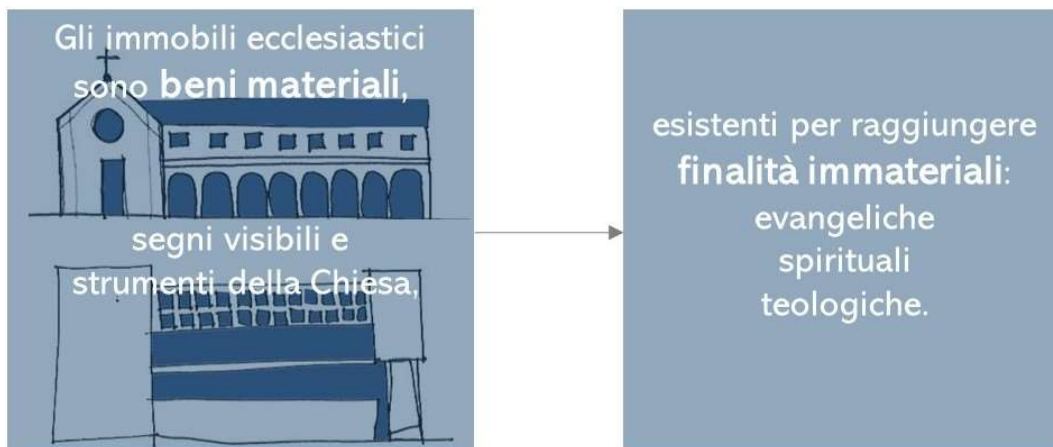 Gli immobili ecclesiastici
sono beni materiali,
segni visibili e
strumenti della Chiesa,
esistenti per raggiungere
finalità immateriali:
evangeliche
spirituali
teologiche.